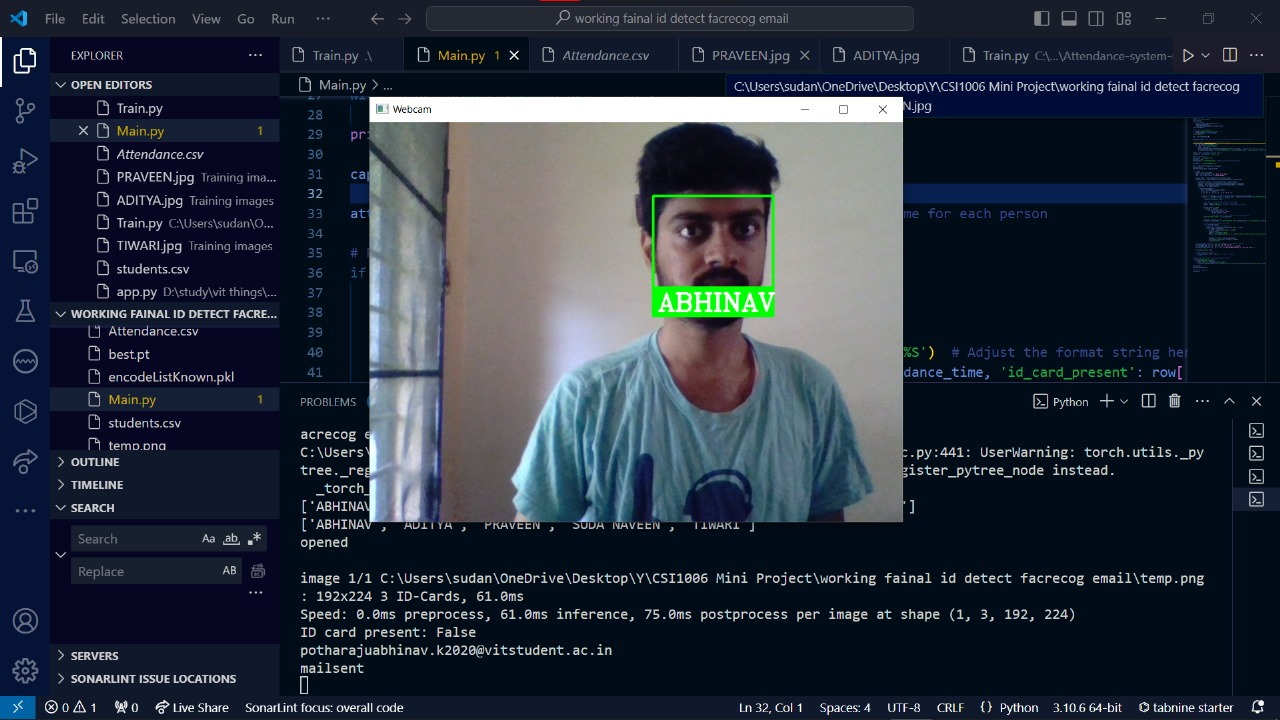 File Edit Selection View Go Run ··· working fainal id detect facrecog email
EXPLORER ···
OPEN EDITORS
Train.py
Main.py 1
Attendance.csv
PRAVEEN.jpg Training ima...
ADITYA.jpg Training images
Train.py C:\Users\sudan\O...
TIWARI.jpg Training images
students.csv
app.py D:\study\vit things\...
WORKING FAINAL ID DETECT FACRE...
Attendance.csv
best.pt
encodeListKnown.pkl
Main.py 1
students.csv
temp.png
OUTLINE
TIMELINE
SEARCH
Search Aa ab
Replace AB
SERVERS
SONARLINT ISSUE LOCATIONS
Train.py .\ Main.py 1 Attendance.csv PRAVEEN.jpg ADITYA.jpg Train.py C:\...\Attendance-system-
Main.py > ...
C:\Users\sudan\OneDrive\Desktop\Y\CSI1006 Mini Project\working fainal id detect facrecog
N.jpg
Webcam
ABHINAV
27 wi
28
29 pri
30
31 cap
32
33 att me for each person
34
35 # 
36 if
37
38
39
40 %S') # Adjust the format string her
41 dance_time, 'id_card_present': row[
PROBLEMS Python
acrecog e
C:\Users\ c.py:441: UserWarning: torch.utils._py
tree._reg egister_pytree_node instead.
_torch_
['ABHINAV ']
['ABHINAV', 'ADITYA', 'PRAVEEN', 'SUDA NAVEEN', 'TIWARI']
opened
image 1/1 C:\Users\sudan\OneDrive\Desktop\Y\CSI1006 Mini Project\working fainal id detect facrecog email\temp.png
: 192x224 3 ID-Cards, 61.0ms
Speed: 0.0ms preprocess, 61.0ms inference, 75.0ms postprocess per image at shape (1, 3, 192, 224)
ID card present: False
potharajuabhinav.k2020@vitstudent.ac.in
mailsent
0 1 0 Live Share SonarLint focus: overall code Ln 32, Col 1 Spaces: 4 UTF-8 CRLF {} Python 3.10.6 64-bit tabnine starter